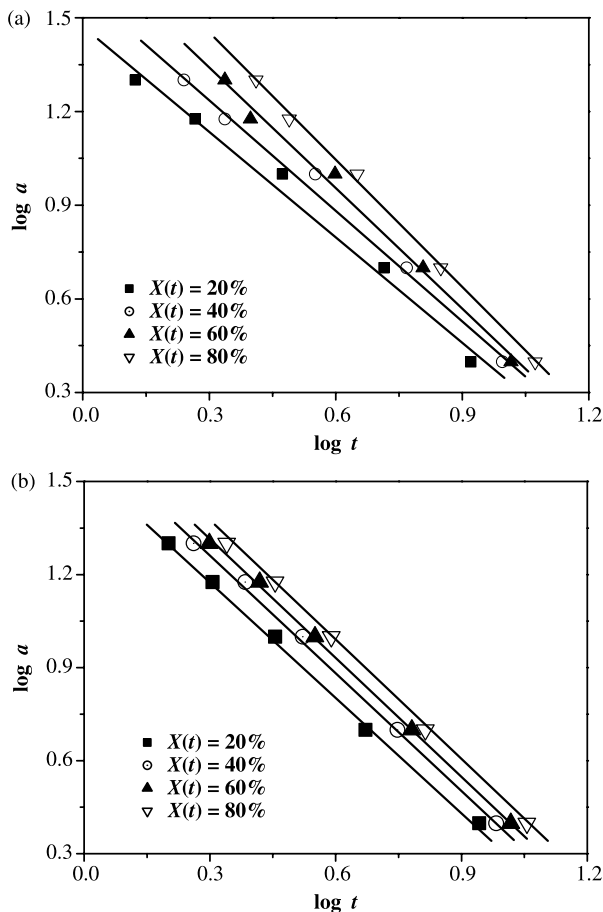 (a)
1.5
1.2
0.9
0.6
0.3
log a
X(t) = 20%
X(t) = 40%
X(t) = 60%
X(t) = 80%
0.0 0.3 0.6 0.9 1.2
log t
(b)
1.5
1.2
0.9
0.6
0.3
log a
X(t) = 20%
X(t) = 40%
X(t) = 60%
X(t) = 80%
0.0 0.3 0.6 0.9 1.2
log t